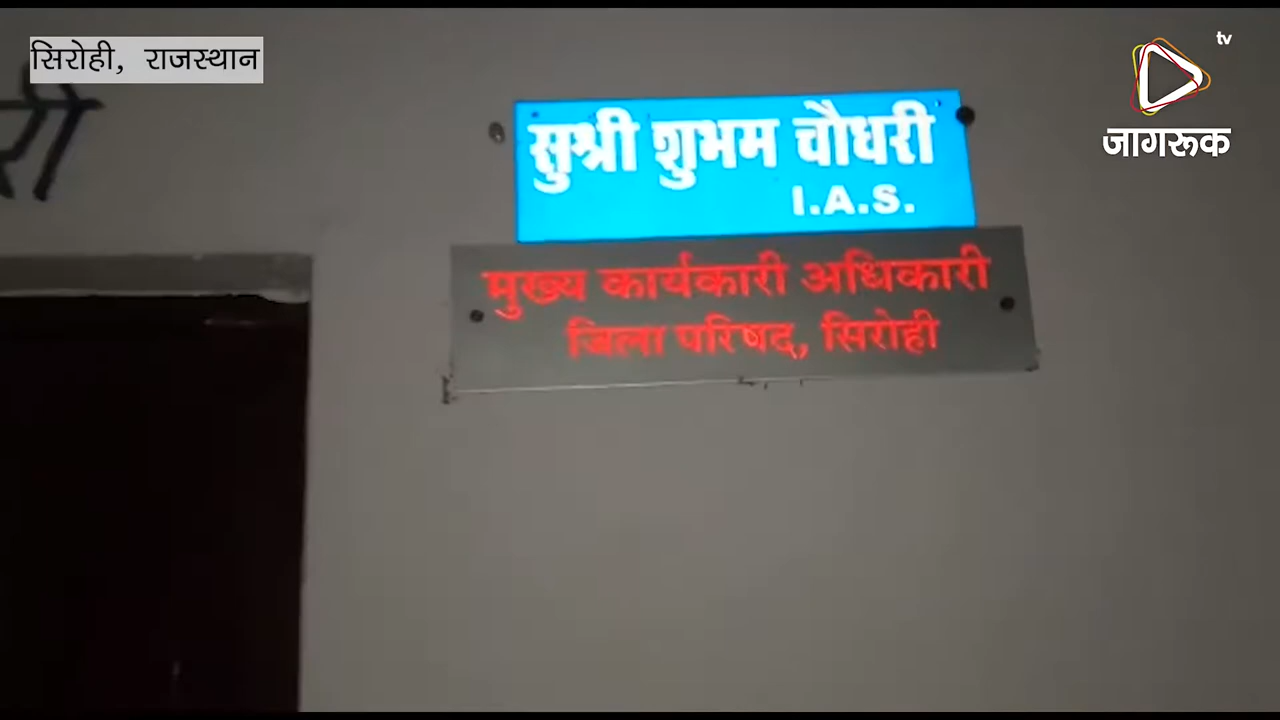 सिरोही, राजस्थान
tv
जागरूक
सुश्री शुभम चौधरी
I.A.S.
मुख्य कार्यकारी अधिकारी
जिला परिषद, सिरोही